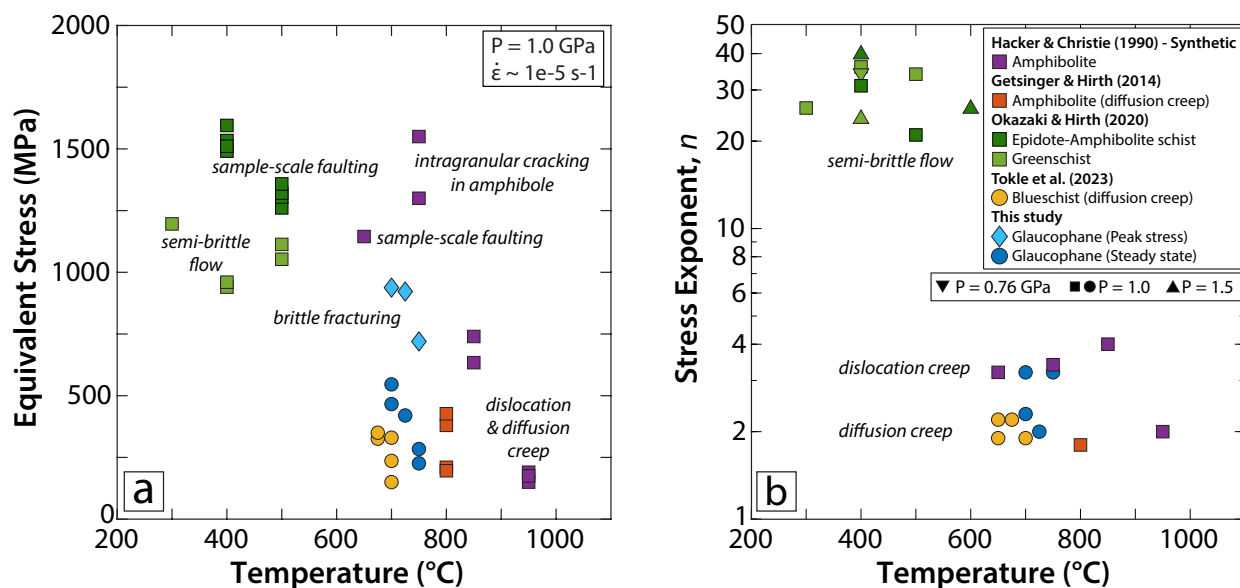 2000
1500
1000
500
0
200
400
600
800
1000
Equivalent Stress (MPa)
Temperature (°C)
P = 1.0 GPa
ε̇ ~ 1e-5 s-1
sample-scale faulting
intragranular cracking
in amphibole
semi-brittle
flow
sample-scale faulting
brittle fracturing
dislocation
& diffusion
creep
a
50
40
30
20
10
8
6
4
2
1
200
400
600
800
1000
Stress Exponent, n
Temperature (°C)
semi-brittle flow
dislocation creep
diffusion creep
b
Hacker & Christie (1990) - Synthetic
Amphibolite
Getsinger & Hirth (2014)
Amphibolite (diffusion creep)
Okazaki & Hirth
(2020)
Epidote-Amphibolite schist
Greenschist
Tokle et al. (2023)
Blueschist (diffusion creep)
This study
Glaucophane (Peak stress)
Glaucophane (Steady state)
P = 0.76 GPa P = 1.0 P = 1.5